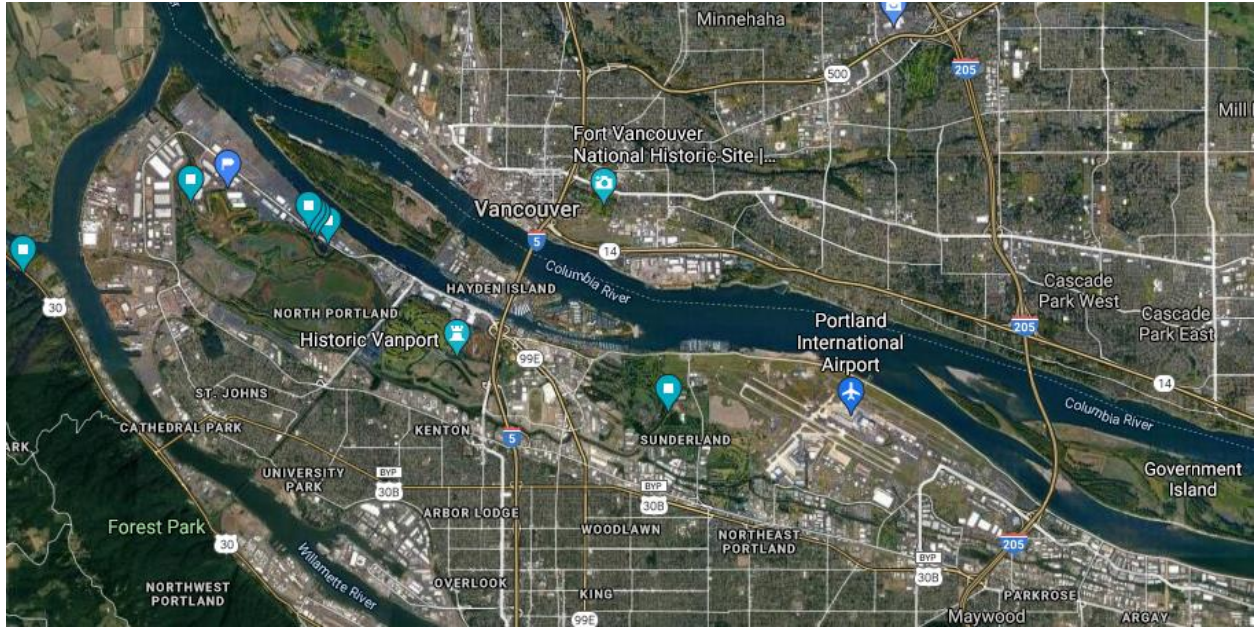 Minnehaha
205
500
Mill
Fort Vancouver
National Historic Site |...
Vancouver
5
14
Columbia River
HAYDEN ISLAND
30
NORTH PORTLAND
Historic Vanport
99E
Portland
International
Airport
Cascade
Park West
Cascade
Park East
205
14
Columbia River
ST. JOHNS
CATHEDRAL PARK
ARK
KENTON
5
SUNDERLAND
Government
Island
UNIVERSITY
PARK
BYP
30B
BYP
30B
ARBOR LODGE
WOODLAWN
NORTHEAST
PORTLAND
Forest Park
30
Willamette River
205
BYP
30B
NORTHWEST
PORTLAND
OVERLOOK
KING
99E
PARKROSE
Maywood
ARGAY